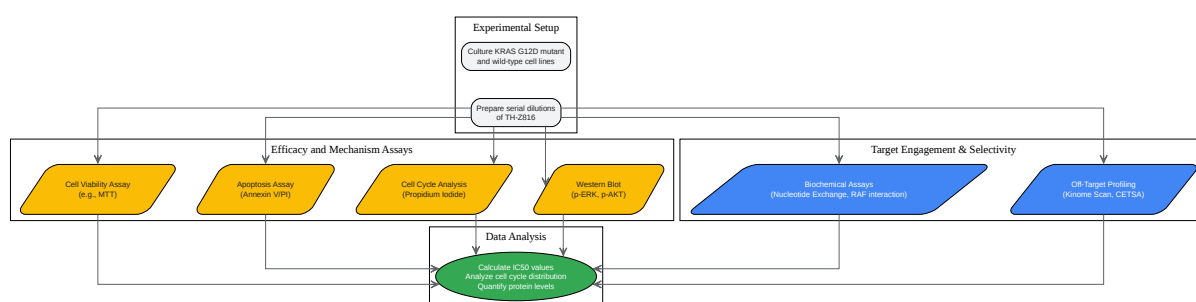 Experimental Setup
Culture KRAS G12D mutant
and wild-type cell lines
Prepare serial dilutions
of TH-Z816
Efficacy and Mechanism Assays
Target Engagement & Selectivity
Cell Viability Assay
(e.g., MTT)
Apoptosis Assay
(Annexin V/PI)
Cell Cycle Analysis
(Propidium Iodide)
Western Blot
(p-ERK, p-AKT)
Biochemical Assays
(Nucleotide Exchange, RAF interaction)
Off-Target Profiling
(Kinome Scan, CETSA)
Data Analysis
Calculate IC50 values
Analyze cell cycle distribution
Quantify protein levels